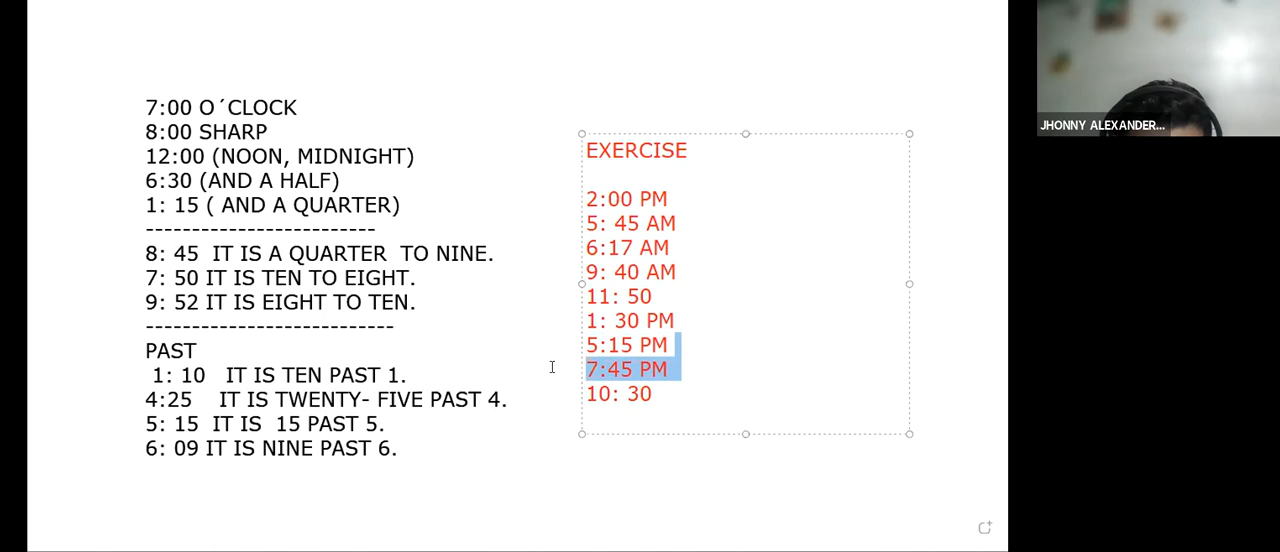 7:00 O´CLOCK
8:00 SHARP
12:00 (NOON, MIDNIGHT)
6:30 (AND A HALF)
1: 15 ( AND A QUARTER)
-------------------------
8: 45  IT IS A QUARTER  TO NINE.
7: 50 IT IS TEN TO EIGHT.
9: 52 IT IS EIGHT TO TEN.
---------------------------
PAST
1: 10   IT IS TEN PAST 1.
4:25    IT IS TWENTY- FIVE PAST 4.
5: 15  IT IS  15 PAST 5.
6: 09 IT IS NINE PAST 6.
EXERCISE
2:00 PM
5: 45 AM
6:17 AM
9: 40 AM
11: 50
1: 30 PM
5:15 PM
7:45 PM
10: 30
JHONNY ALEXANDER...